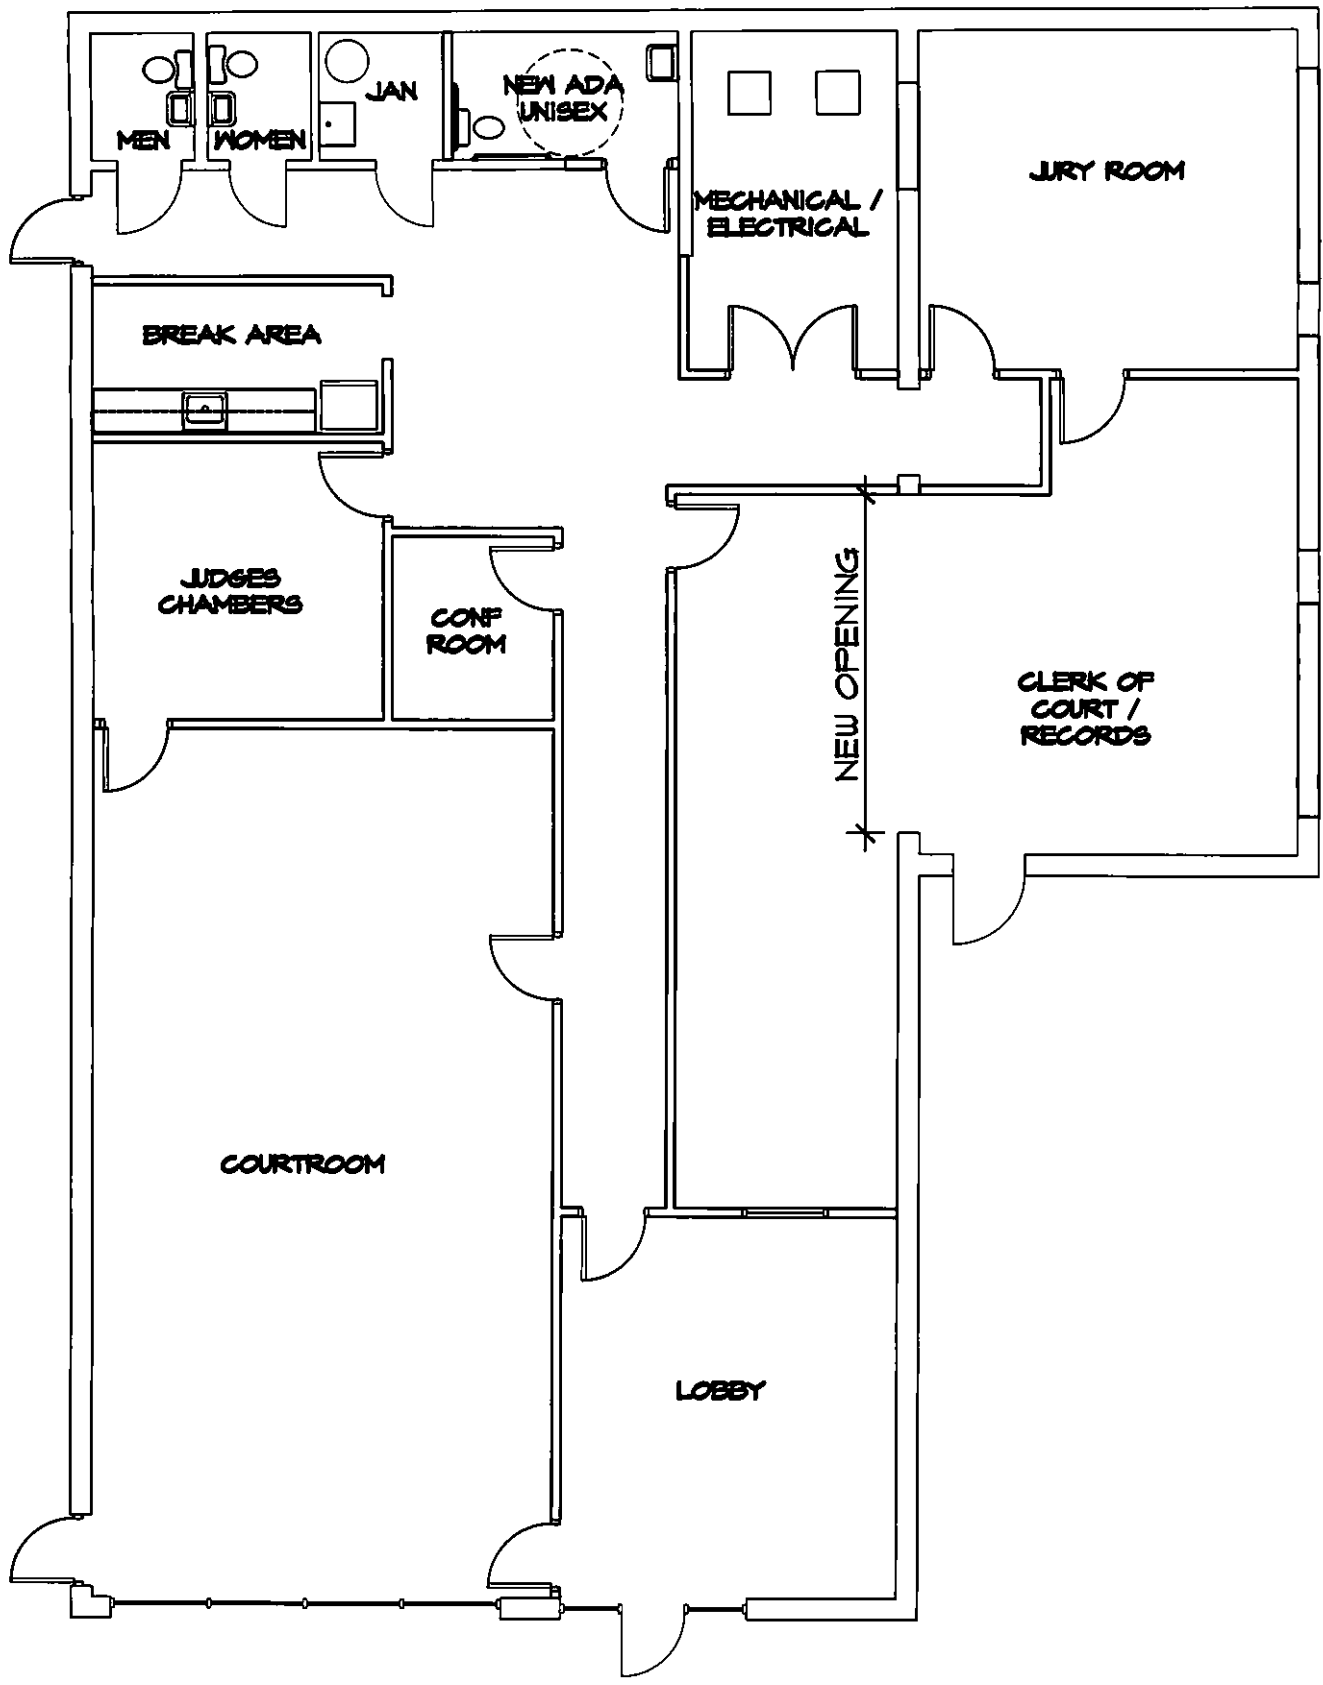 NEW ADA
UNISEX
JAN
MEN
WOMEN
JURY ROOM
MECHANICAL /
ELECTRICAL
BREAK AREA
JUDGES
CHAMBERS
CONF
ROOM
NEW OPENING
CLERK OF
COURT /
RECORDS
COURTROOM
LOBBY